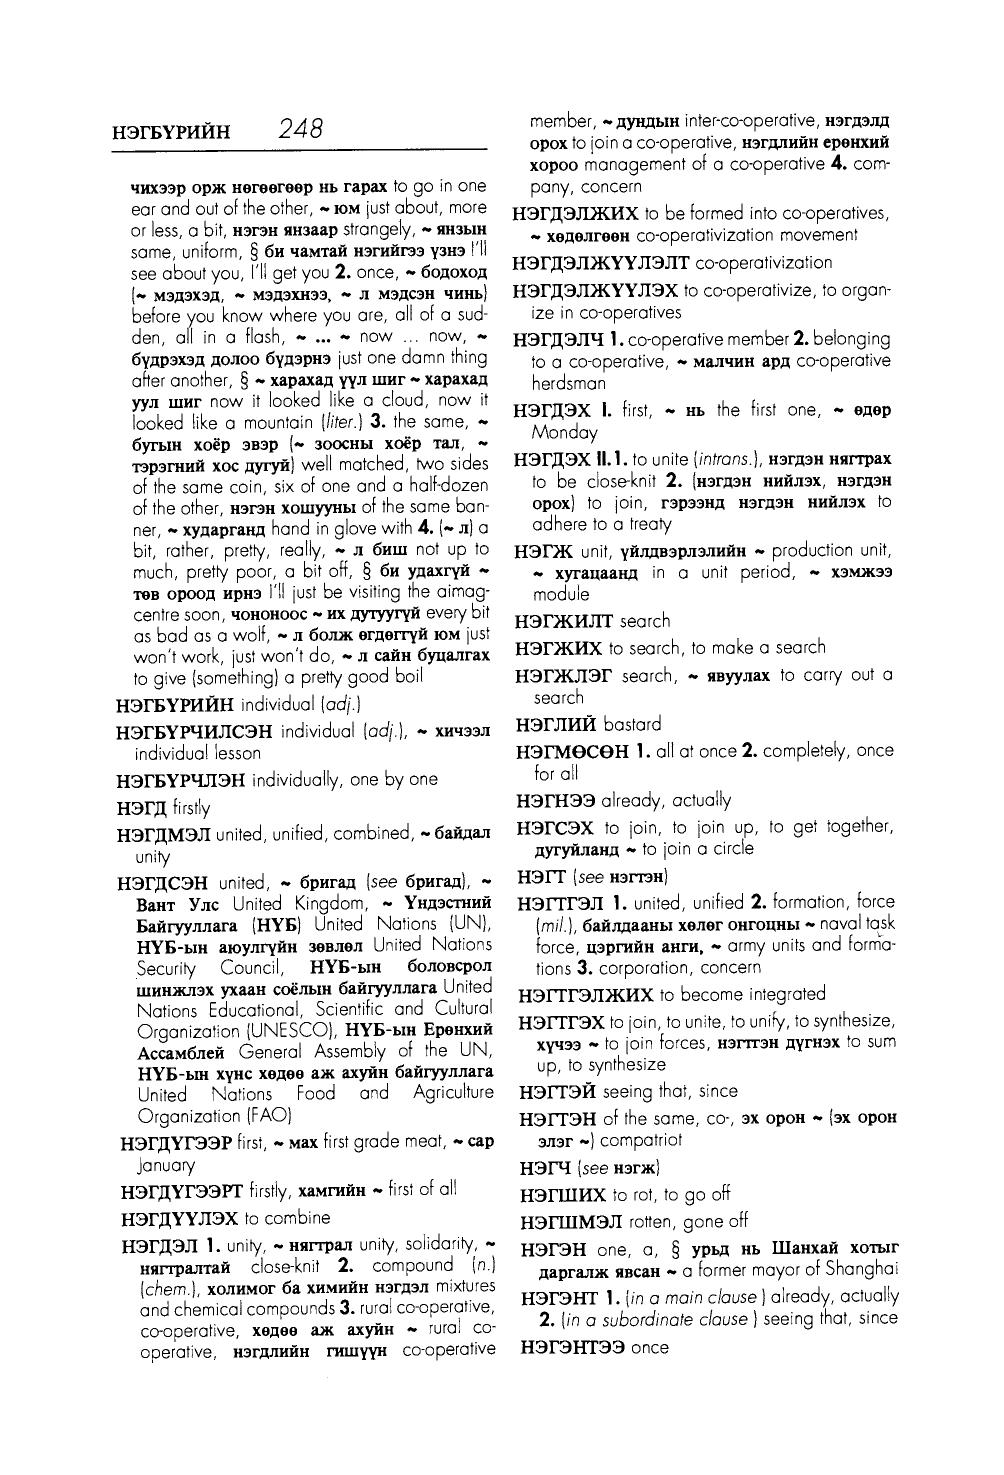 НЭГБҮРИЙН 248
чихээр орж нөгөөгөөр нь гарах to go in one
ear and out of the other, ~ юм just about, more
or less, a bit, нэгэн янзаар strangely, ~ янзын
same, uniform, § би чамтай нэгийгээ үзнэ I'll
see about you, I'll get you 2. once, ~ бодоход
(~ мэдэхэд, ~ мэдэхнээ, ~ л мэдсэн чинь)
before you know where you are, all of a sud-
den, all in a flash, ~ ... ~ now ... now, ~
бүдрэхэд долоо бүдэрнэ just one damn thing
after another, § ~ харахад үүл шиг ~ харахад
уул шиг now it looked like a cloud, now it
looked like a mountain (liter.) 3. the same, ~
бугын хоёр эвэр (~ зоосны хоёр тал, ~
тэрэгний хос дугуй) well matched, two sides
of the same coin, six of one and a half-dozen
of the other, нэгэн хошууны of the same ban-
ner, ~ хударганд hand in glove with 4. (~ л) a
bit, rather, pretty, really, ~ л биш not up to
much, pretty poor, a bit off, § би удахгүй ~
төв ороод ирнэ I'll just be visiting the aimag-
centre soon, чононоос ~ их дутуугүй every bit
as bad as a wolf, ~ л болж өгдөггүй юм just
won't work, just won't do, ~ л сайн буцалгах
to give (something) a pretty good boil
НЭГБҮРИЙН individual (adj.)
НЭГБҮРЧИЛСЭН individual (adj.), ~ хичээл
individual lesson
НЭГБҮРЧЛЭН individually, one by one
НЭГД firstly
НЭГДМЭЛ united, unified, combined, ~ байдал
unity
НЭГДСЭН united, ~ бригад (see бригад), ~
Вант Улс United Kingdom, ~ Үндэстний
Байгууллага (НҮБ) United Nations (UN),
НҮБ-ын аюулгүйн зөвлөл United Nations
Security Council, НҮБ-ын боловсрол
шинжлэх ухаан соёлын байгууллага United
Nations Educational, Scientific and Cultural
Organization (UNESCO), НҮБ-ын Ерөнхий
Ассамблей General Assembly of the UN,
НҮБ-ын хүнс хөдөө аж ахуйн байгууллага
United Nations Food and Agriculture
Organization (FAO)
НЭГДҮГЭЭР first, ~ мах first grade meat, ~ сар
January
НЭГДҮГЭЭРТ firstly, хамгийн ~ first of all
НЭГДҮҮЛЭХ to combine
НЭГДЭЛ 1. unity, ~ нягтрал unity, solidarity, ~
нягтралтай close-knit 2. compound (n.)
(chem.), холимог ба химийн нэгдэл mixtures
and chemical compounds 3. rural co-operative,
co-operative, хөдөө аж ахуйн ~ rural co-
operative, нэгдлийн гишүүн co-operative
member, ~ дундын inter-co-operative, нэгдэлд
орох to join a co-operative, нэгдлийн ерөнхий
хороо management of a co-operative 4. com-
pany, concern
НЭГДЭЛЖИХ to be formed into co-operatives,
~ хөдөлгөөн co-operativization movement
НЭГДЭЛЖҮҮЛЭЛТ co-operativization
НЭГДЭЛЖҮҮЛЭХ to co-operativize, to organ-
ize in co-operatives
НЭГДЭЛЧ 1. co-operative member 2. belonging
to a co-operative, ~ малчин ард co-operative
herdsman
НЭГДЭХ I. first, ~ нь the first one, ~ өдөр
Monday
НЭГДЭХ II.1. to unite (intrans.), нэгдэн нягтрах
to be close-knit 2. (нэгдэн нийлэх, нэгдэн
орох) to join, гэрээнд нэгдэн нийлэх to
adhere to a treaty
НЭГЖ unit, үйлдвэрлэлийн ~ production unit,
~ хугацаанд in a unit period, ~ хэмжээ
module
НЭГЖИЛТ search
НЭГЖИХ to search, to make a search
НЭГЖЛЭГ search, ~ явуулах to carry out a
search
НЭГЛИЙ bastard
НЭГМӨСӨН 1. all at once 2. completely, once
for all
НЭГНЭЭ already, actually
НЭГСЭХ to join, to join up, to get together,
дугуйланд ~ to join a circle
НЭГТ (see нэгтэн)
НЭГТГЭЛ 1. united, unified 2. formation, force
(mil.), байлдааны хөлөг онгоцны ~ naval task
force, цэргийн анги, ~ army units and forma-
tions 3. corporation, concern
НЭГТГЭЛЖИХ to become integrated
НЭГТГЭХ to join, to unite, to unify, to synthesize,
хүчээ ~ to join forces, нэгтгэн дүгнэх to sum
up, to synthesize
НЭГТЭЙ seeing that, since
НЭГТЭН of the same, co-, эх орон ~ (эх орон
элэг ~) compatriot
НЭГЧ (see нэгж)
НЭГШИХ to rot, to go off
НЭГШМЭЛ rotten, gone off
НЭГЭН one, a, § урьд нь Шанхай хотыг
даргалж явсан ~ a former mayor of Shanghai
НЭГЭНТ 1. (in a main clause) already, actually
2. (in a subordinate clause) seeing that, since
НЭГЭНТЭЭ once